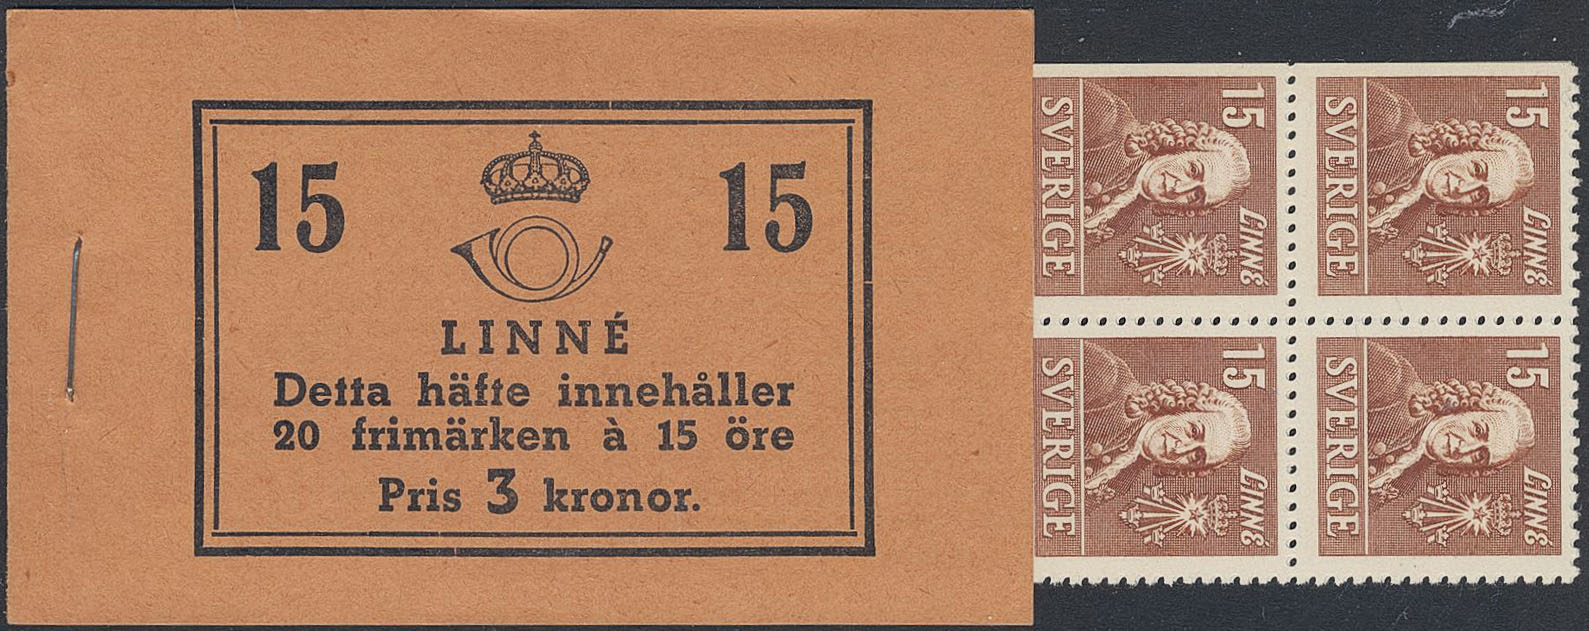 15 15
LINNÉ
Detta häfte innehåller
20 frimärken à 15 öre
Pris 3 kronor.
15
SVERIGE
LINNÉ
15
SVERIGE
LINNÉ
15
SVERIGE
LINNÉ
15
SVERIGE
LINNÉ